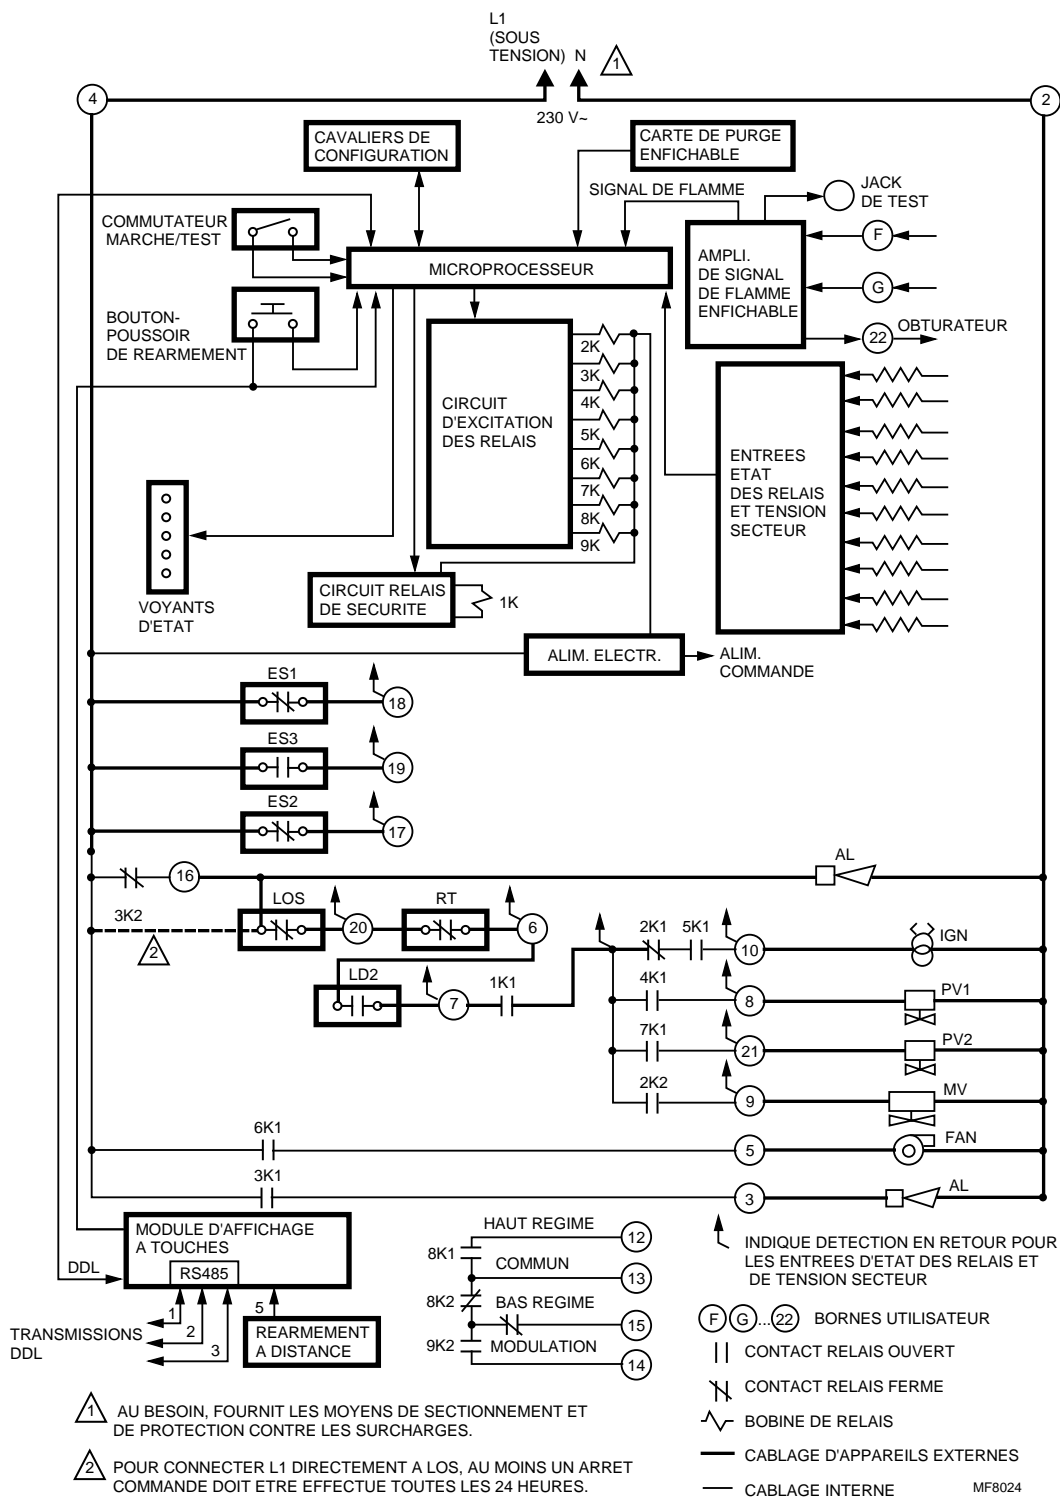 L1
(SOUS
TENSION) N
1
4
2
230 V~
CAVALIERS DE
CONFIGURATION
CARTE DE PURGE
ENFICHABLE
SIGNAL DE FLAMME
JACK
DE TEST
COMMUTATEUR
MARCHE/TEST
F
MICROPROCESSEUR
AMPLI.
DE SIGNAL
DE FLAMME
ENFICHABLE
G
BOUTON-
POUSSOIR
DE REARMEMENT
22
OBTURATEUR
2K
3K
4K
5K
6K
7K
8K
9K
CIRCUIT
D'EXCITATION
DES RELAIS
ENTREES
ETAT
DES RELAIS
ET TENSION
SECTEUR
VOYANTS
D'ETAT
CIRCUIT RELAIS
DE SECURITE
1K
ALIM. ELECTR.
ALIM.
COMMANDE
ES1
18
ES3
19
ES2
17
16
AL
3K2
2
LOS
20
RT
6
2K1
5K1
10
IGN
LD2
7
1K1
4K1
8
PV1
7K1
21
PV2
2K2
9
MV
6K1
5
FAN
3K1
3
AL
MODULE D'AFFICHAGE
A TOUCHES
RS485
DDL
1
2
3
5
TRANSMISSIONS
DDL
REARMEMENT
A DISTANCE
HAUT REGIME
12
8K1
COMMUN
13
8K2
BAS REGIME
15
9K2
MODULATION
14
INDIQUE DETECTION EN RETOUR POUR
LES ENTREES D'ETAT DES RELAIS ET
DE TENSION SECTEUR
F G ... 22 BORNES UTILISATEUR
CONTACT RELAIS OUVERT
CONTACT RELAIS FERME
BOBINE DE RELAIS
CABLAGE D'APPAREILS EXTERNES
CABLAGE INTERNE
MF8024
1 AU BESOIN, FOURNIT LES MOYENS DE SECTIONNEMENT ET
DE PROTECTION CONTRE LES SURCHARGES.
2 POUR CONNECTER L1 DIRECTEMENT A LOS, AU MOINS UN ARRET
COMMANDE DOIT ETRE EFFECTUE TOUTES LES 24 HEURES.